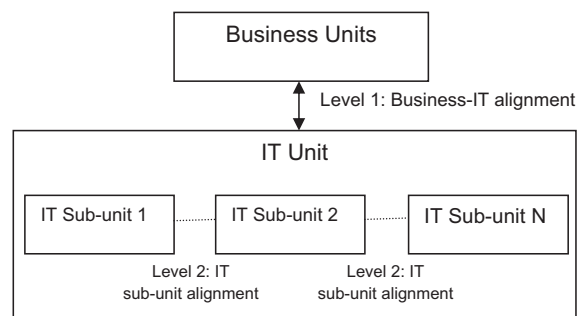 Business Units
Level 1: Business-IT alignment
IT Unit
IT Sub-unit 1
IT Sub-unit 2
IT Sub-unit N
Level 2: IT
sub-unit alignment
Level 2: IT
sub-unit alignment